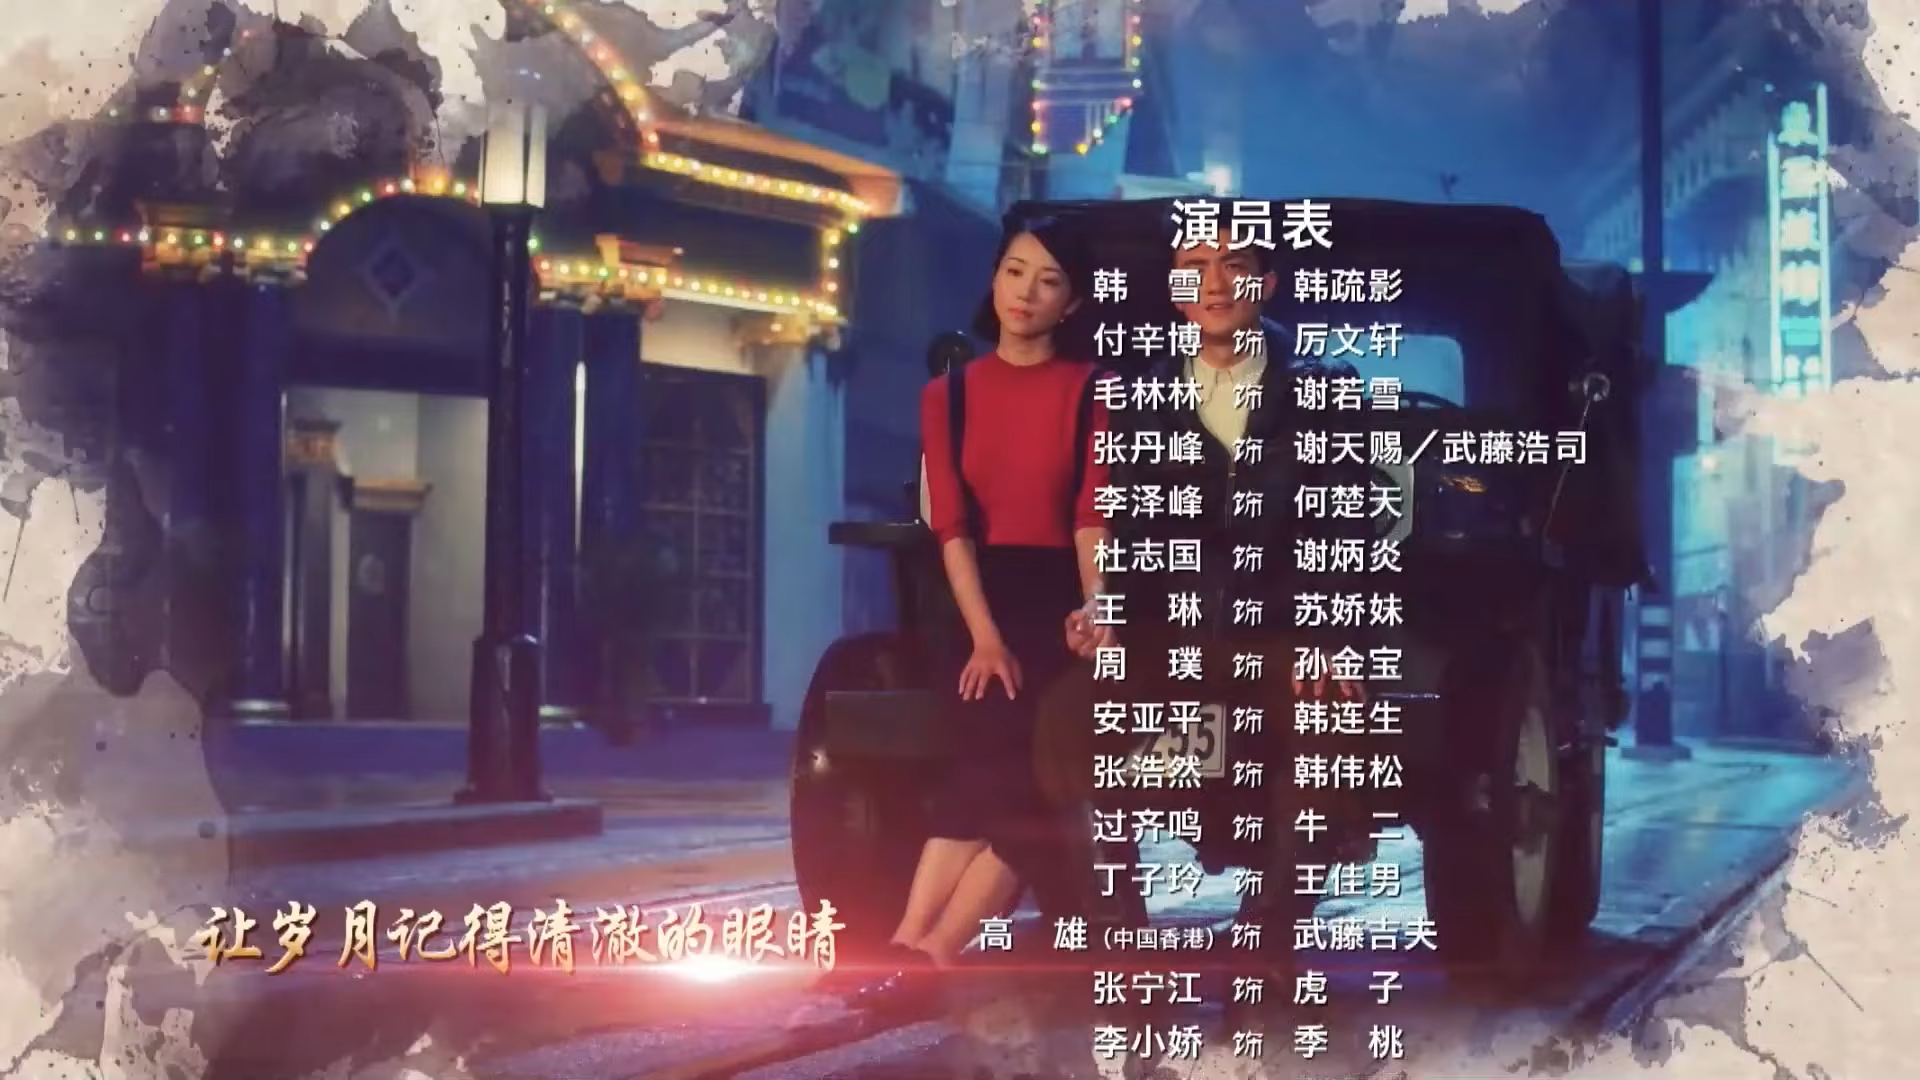 演员表
韩 雪 饰 韩疏影
付辛博 饰 厉文轩
毛林林 饰 谢若雪
张丹峰 饰 谢天赐／武藤浩司
李泽峰 饰 何楚天
杜志国 饰 谢炳炎
王 琳 饰 苏娇妹
周 璞 饰 孙金宝
安亚平 饰 韩连生
张浩然 饰 韩伟松
过齐鸣 饰 牛 二
丁子玲 饰 王佳男
高 雄（中国香港）饰 武藤吉夫
张宁江 饰 虎 子
李小娇 饰 季 桃
让岁月记得清澈的眼睛